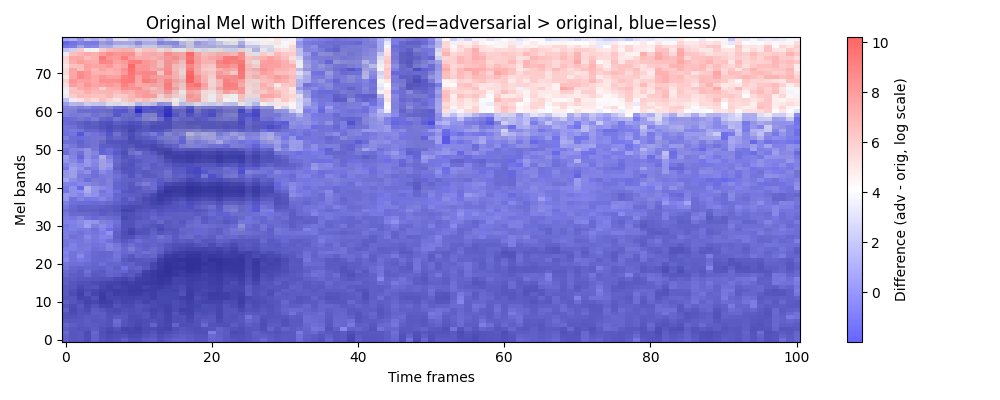 Original Mel with Differences (red=adversarial > original, blue=less)
Mel bands
70
60
50
40
30
20
10
0
0 20 40 60 80 100
Time frames
10
8
6
4
2
0
Difference (adv - orig, log scale)